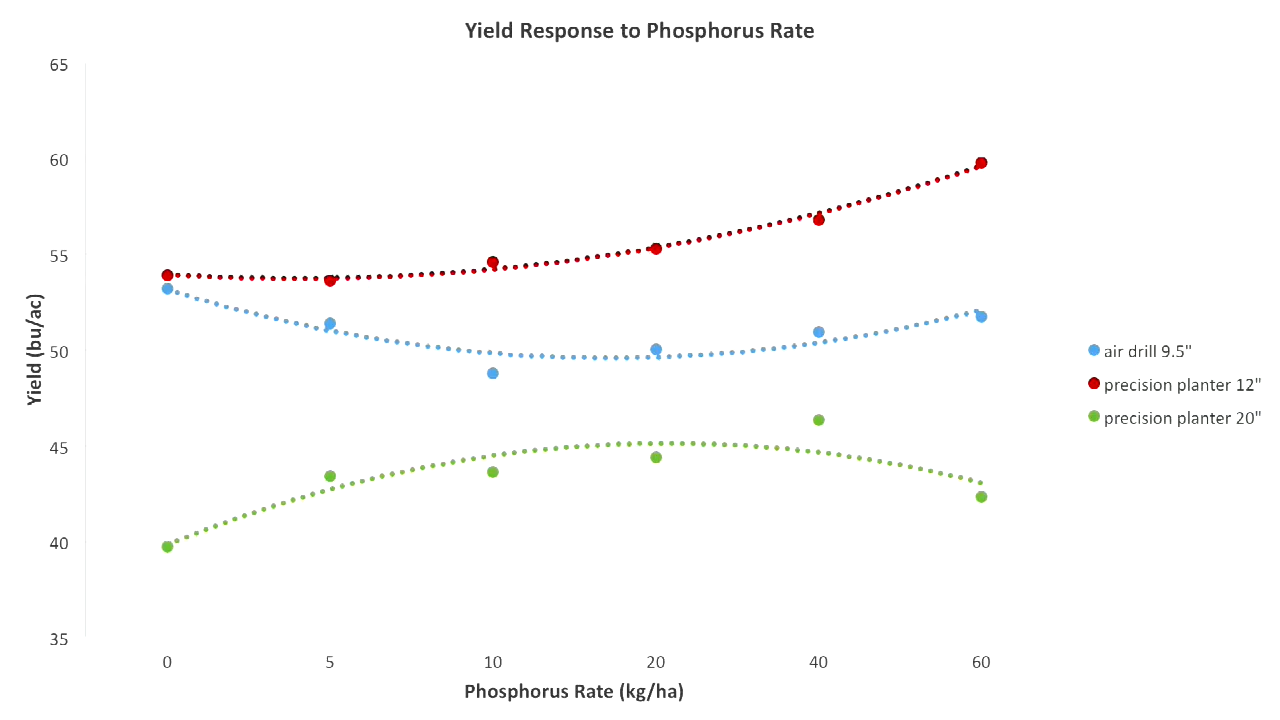 Yield Response to Phosphorus Rate
65
60
55
50
45
40
35
Yield (bu/ac)
0 5 10 20 40 60
Phosphorus Rate (kg/ha)
air drill 9.5"
precision planter 12"
precision planter 20"